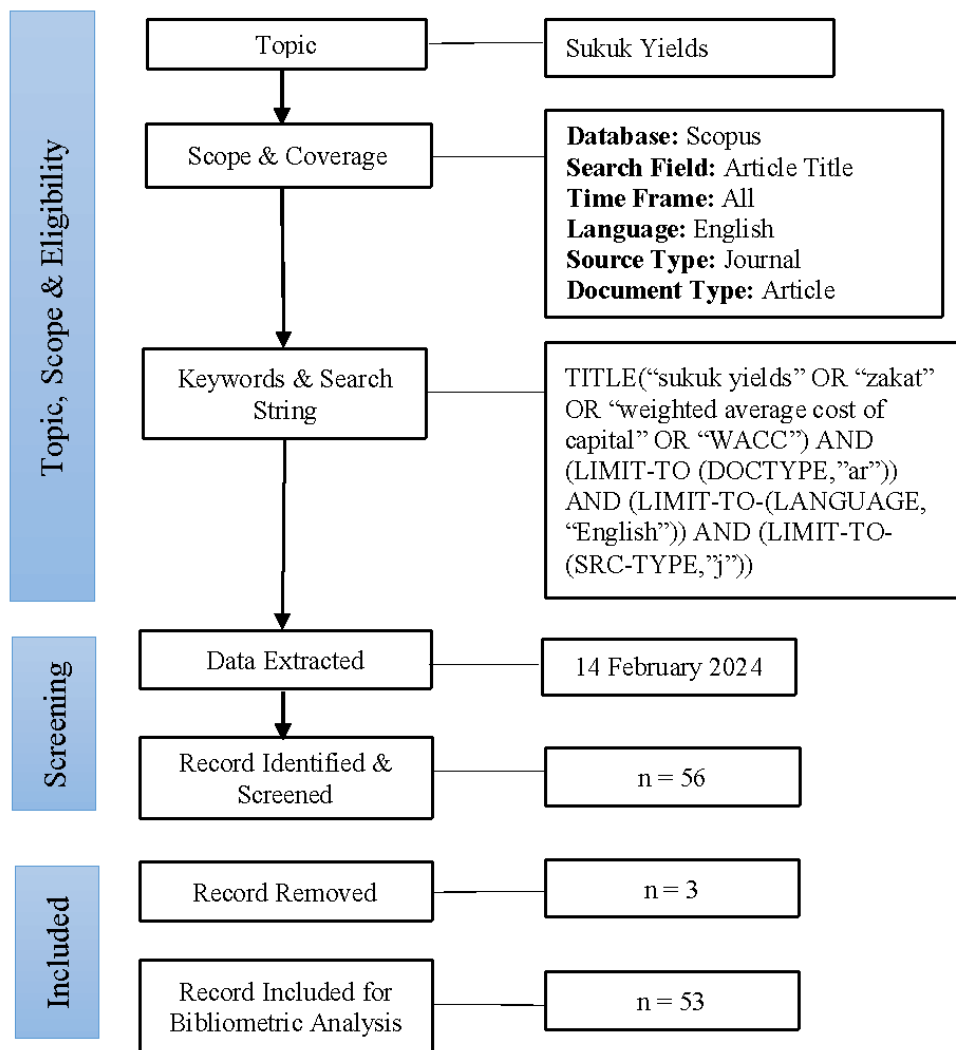 Topic, Scope & Eligibility
Topic
Sukuk Yields
Scope & Coverage
Database: Scopus
Search Field: Article Title
Time Frame: All
Language: English
Source Type: Journal
Document Type: Article
Keywords & Search
String
TITLE(“sukuk yields” OR “zakat”
OR “weighted average cost of
capital” OR “WACC”) AND
(LIMIT-TO (DOCTYPE,”ar”))
AND (LIMIT-TO-(LANGUAGE,
“English”)) AND (LIMIT-TO-
(SRC-TYPE,”j”))
Screening
Data Extracted
14 February 2024
Record Identified &
Screened
n = 56
Included
Record Removed
n = 3
Record Included for
Bibliometric Analysis
n = 53